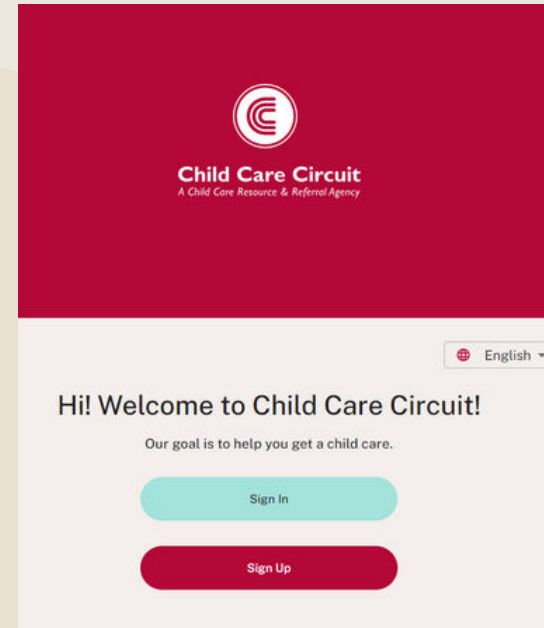 Child Care Circuit
A Child Care Resource & Referral Agency
English
Hi! Welcome to Child Care Circuit!
Our goal is to help you get a child care.
Sign In
Sign Up